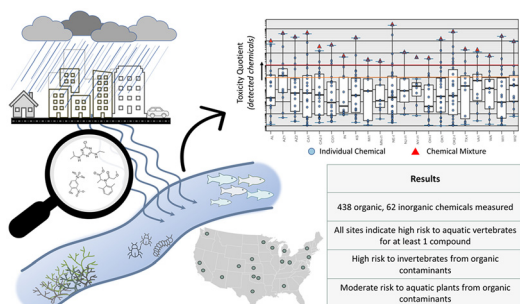 Toxicity Quotient
(detected chemicals)
Individual Chemical
Chemical Mixture
Results
438 organic, 62 inorganic chemicals measured
All sites indicate high risk to aquatic vertebrates
for at least 1 compound
High risk to invertebrates from organic
contaminants
Moderate risk to aquatic plants from organic
contaminants